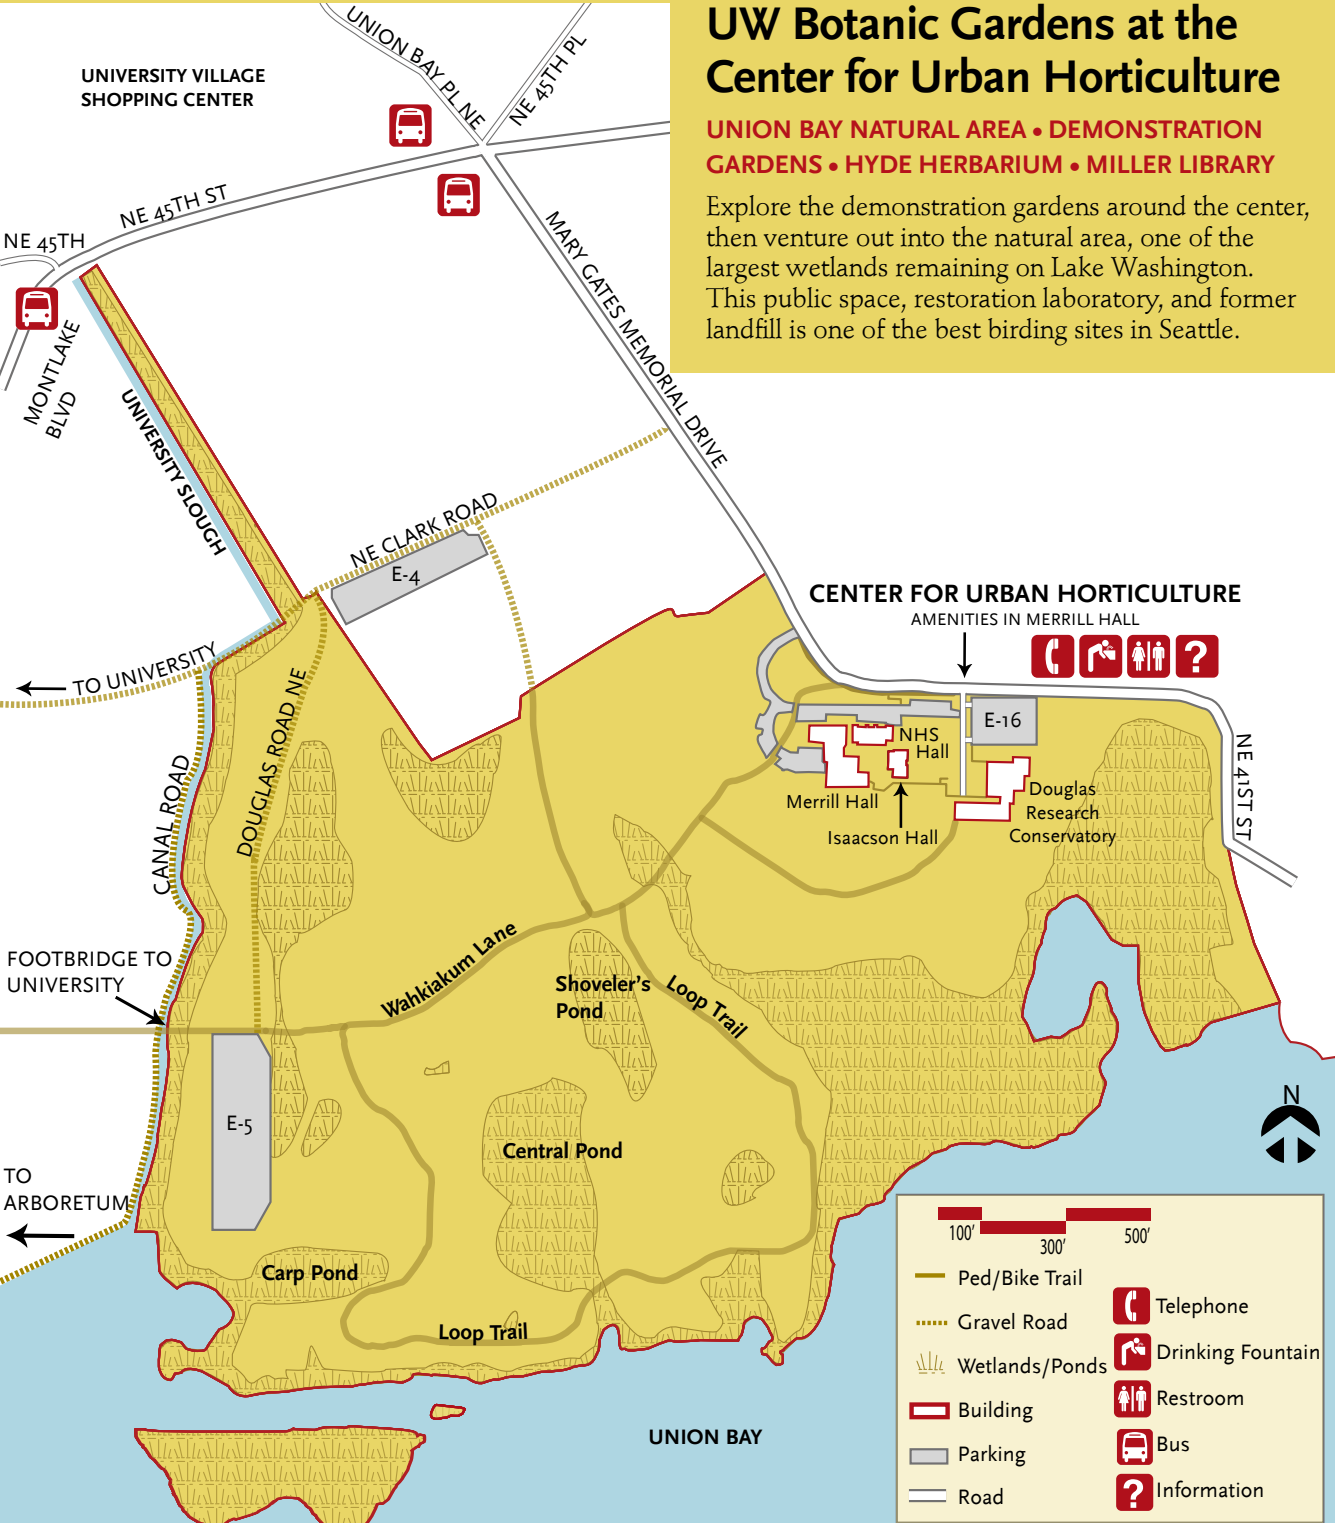 UW Botanic Gardens at the
Center for Urban Horticulture
UNION BAY NATURAL AREA • DEMONSTRATION
GARDENS • HYDE HERBARIUM • MILLER LIBRARY
Explore the demonstration gardens around the center,
then venture out into the natural area, one of the
largest wetlands remaining on Lake Washington.
This public space, restoration laboratory, and former
landfill is one of the best birding sites in Seattle.
UNIVERSITY VILLAGE
SHOPPING CENTER
UNION BAY PL NE
NE 45TH PL
NE 45TH ST
NE 45TH
MONTLAKE
BLVD
UNIVERSITY SLOUGH
MARY GATES MEMORIAL DRIVE
NE CLARK ROAD
E-4
CENTER FOR URBAN HORTICULTURE
AMENITIES IN MERRILL HALL
?
TO UNIVERSITY
DOUGLAS ROAD NE
CANAL ROAD
E-16
NHS
Hall
Merrill Hall
Isaacson Hall
Douglas
Research
Conservatory
NE 41ST ST
FOOTBRIDGE TO
UNIVERSITY
Wahkiakum Lane
Shoveler's
Pond
Loop Trail
E-5
Central Pond
TO
ARBORETUM
Carp Pond
Loop Trail
UNION BAY
N
100'
300'
500'
Ped/Bike Trail
Gravel Road
Wetlands/Ponds
Building
Parking
Road
Telephone
Drinking Fountain
Restroom
Bus
? Information